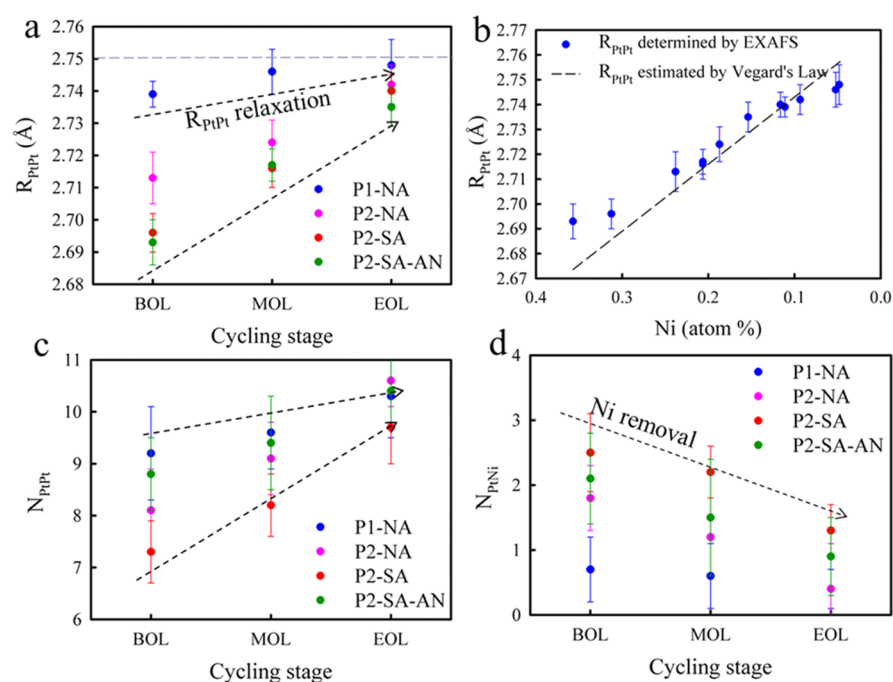 a
2.76
2.75
2.74
2.73
2.72
2.71
2.70
2.69
2.68
R_PtPt (Å)
R_PtPt relaxation
P1-NA
P2-NA
P2-SA
P2-SA-AN
BOL MOL EOL
Cycling stage
b
2.77
2.76
2.75
2.74
2.73
2.72
2.71
2.70
2.69
2.68
2.67
R_PtPt (Å)
R_PtPt determined by EXAFS
R_PtPt estimated by Vegard's Law
0.4 0.3 0.2 0.1 0.0
Ni (atom %)
c
11
10
9
8
7
6
N_PtPt
P1-NA
P2-NA
P2-SA
P2-SA-AN
BOL MOL EOL
Cycling stage
d
4
3
2
1
0
N_PtNi
Ni removal
P1-NA
P2-NA
P2-SA
P2-SA-AN
BOL MOL EOL
Cycling stage